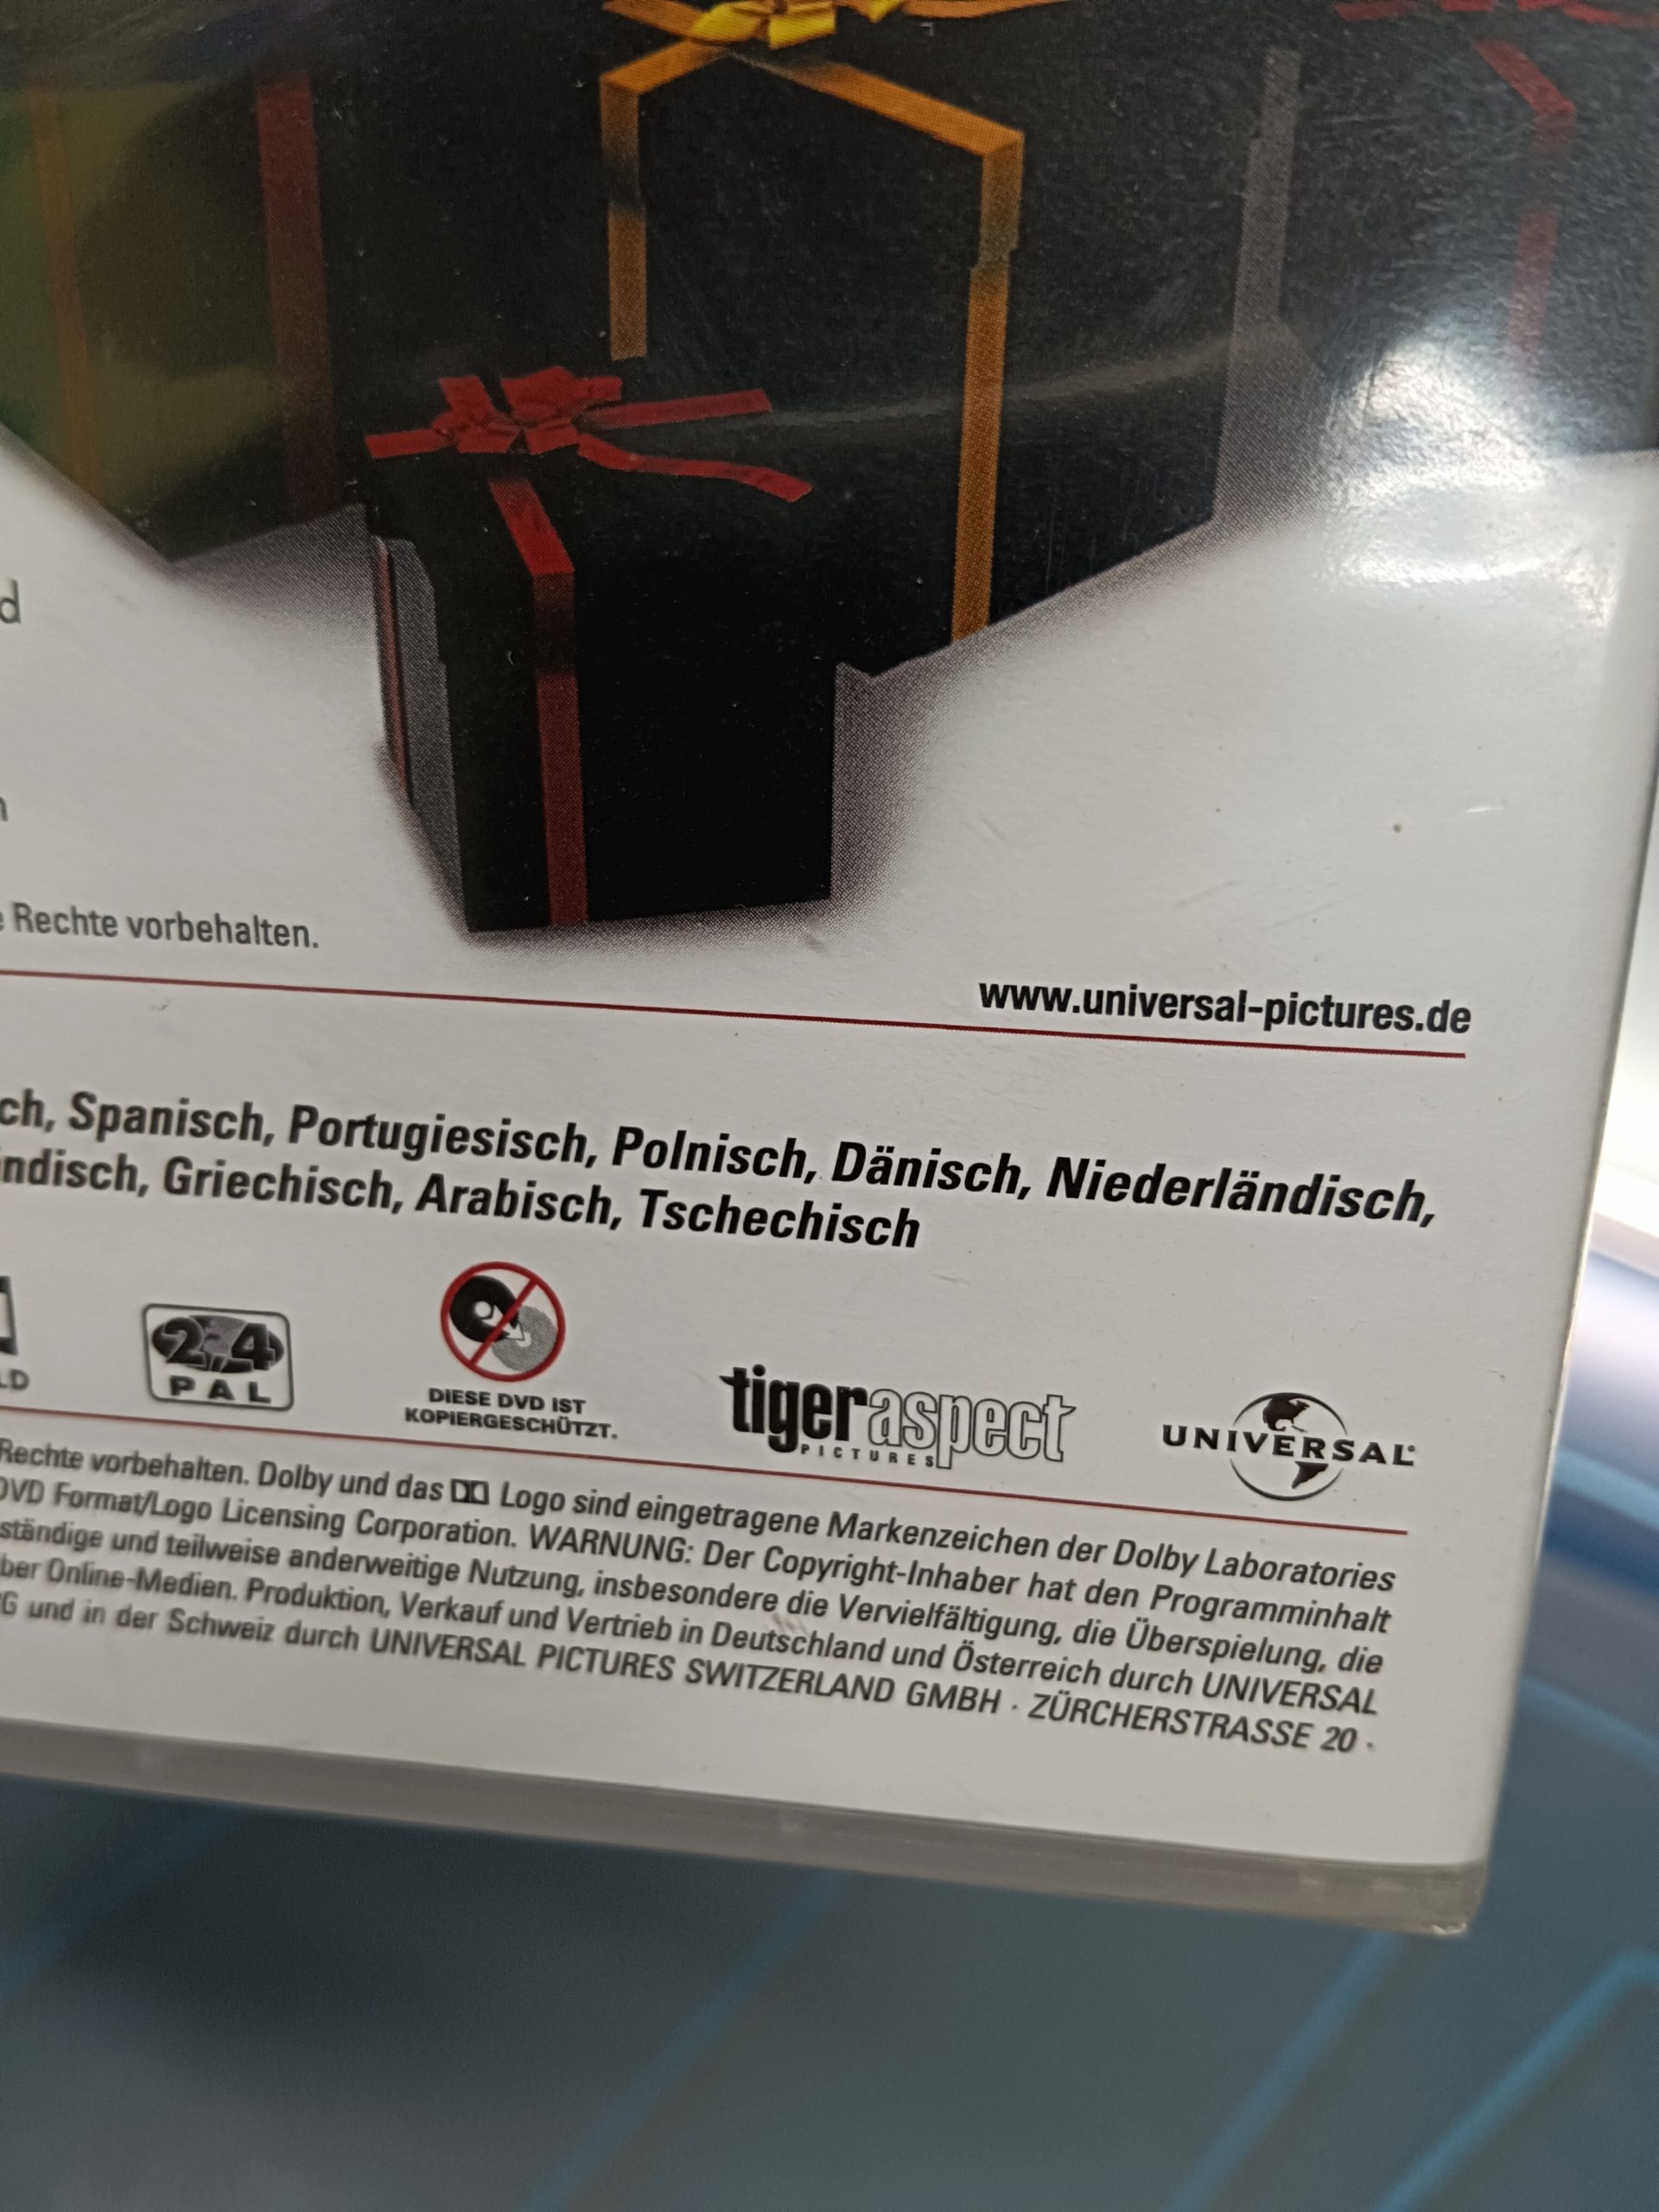 d
Rechte vorbehalten.
www.universal-pictures.de
ch, Spanisch, Portugiesisch, Polnisch, Dänisch, Niederländisch,
ndisch, Griechisch, Arabisch, Tschechisch
LD
2,4
PAL
DIESE DVD IST
KOPIERGESCHÜTZT.
tigeraspect
PICTURES
UNIVERSAL
Rechte vorbehalten. Dolby und das Logo sind eingetragene Markenzeichen der Dolby Laboratories
DVD Format/Logo Licensing Corporation. WARNUNG: Der Copyright-Inhaber hat den Programminhalt
ständige und teilweise anderweitige Nutzung, insbesondere die Vervielfältigung, die Überspielung, die
ber Online-Medien. Produktion, Verkauf und Vertrieb in Deutschland und Österreich durch UNIVERSAL
G und in der Schweiz durch UNIVERSAL PICTURES SWITZERLAND GMBH · ZÜRCHERSTRASSE 20 ·